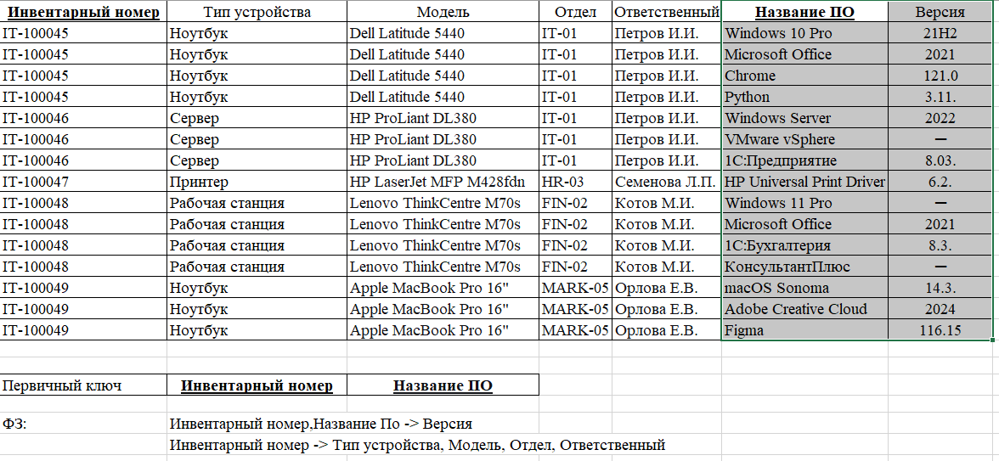 Инвентарный номер Тип устройства Модель Отдел Ответственный Название ПО Версия
IT-100045 Ноутбук Dell Latitude 5440 IT-01 Петров И.И. Windows 10 Pro 21H2
IT-100045 Ноутбук Dell Latitude 5440 IT-01 Петров И.И. Microsoft Office 2021
IT-100045 Ноутбук Dell Latitude 5440 IT-01 Петров И.И. Chrome 121.0
IT-100045 Ноутбук Dell Latitude 5440 IT-01 Петров И.И. Python 3.11.
IT-100046 Сервер HP ProLiant DL380 IT-01 Петров И.И. Windows Server 2022
IT-100046 Сервер HP ProLiant DL380 IT-01 Петров И.И. VMware vSphere —
IT-100046 Сервер HP ProLiant DL380 IT-01 Петров И.И. 1С:Предприятие 8.03.
IT-100047 Принтер HP LaserJet MFP M428fdn HR-03 Семенова Л.П. HP Universal Print Driver 6.2.
IT-100048 Рабочая станция Lenovo ThinkCentre M70s FIN-02 Котов М.И. Windows 11 Pro —
IT-100048 Рабочая станция Lenovo ThinkCentre M70s FIN-02 Котов М.И. Microsoft Office 2021
IT-100048 Рабочая станция Lenovo ThinkCentre M70s FIN-02 Котов М.И. 1С:Бухгалтерия 8.3.
IT-100048 Рабочая станция Lenovo ThinkCentre M70s FIN-02 Котов М.И. КонсультантПлюс —
IT-100049 Ноутбук Apple MacBook Pro 16" MARK-05 Орлова Е.В. macOS Sonoma 14.3.
IT-100049 Ноутбук Apple MacBook Pro 16" MARK-05 Орлова Е.В. Adobe Creative Cloud 2024
IT-100049 Ноутбук Apple MacBook Pro 16" MARK-05 Орлова Е.В. Figma 116.15
Первичный ключ Инвентарный номер Название ПО
ФЗ: Инвентарный номер,Название По -> Версия
Инвентарный номер -> Тип устройства, Модель, Отдел, Ответственный